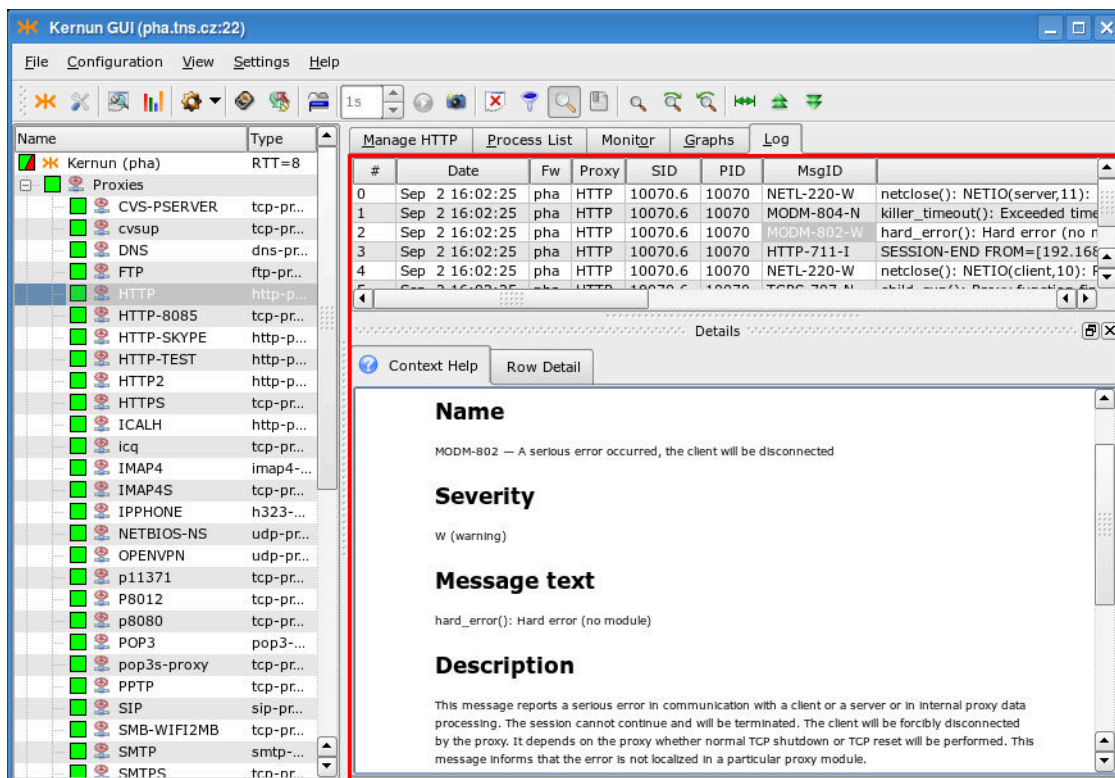 Kernun GUI (pha.tns.cz:22)
File Configuration View Settings Help
1s
Name Type
Kernun (pha) RTT=8
Proxies
CVS-PSERVER tcp-pr...
cvsup tcp-pr...
DNS dns-pr...
FTP ftp-pr...
HTTP http-p...
HTTP-8085 tcp-pr...
HTTP-SKYPE http-p...
HTTP-TEST http-p...
HTTP2 http-p...
HTTPS tcp-pr...
ICALH http-p...
icq tcp-pr...
IMAP4 imap4-...
IMAP4S tcp-pr...
IPPHONE h323-...
NETBIOS-NS udp-pr...
OPENVPN udp-pr...
p11371 tcp-pr...
P8012 tcp-pr...
p8080 tcp-pr...
POP3 pop3-...
pop3s-proxy tcp-pr...
PPTP tcp-pr...
SIP sip-pr...
SMB-WIFI2MB tcp-pr...
SMTP smtp-...
SMTPS tcp-pr...
Manage HTTP Process List Monitor Graphs Log
# Date Fw Proxy SID PID MsgID
0 Sep 2 16:02:25 pha HTTP 10070.6 10070 NETL-220-W netclose(): NETIO(server,11):
1 Sep 2 16:02:25 pha HTTP 10070.6 10070 MODM-804-N killer_timeout(): Exceeded time
2 Sep 2 16:02:25 pha HTTP 10070.6 10070 MODM-802-W hard_error(): Hard error (no
3 Sep 2 16:02:25 pha HTTP 10070.6 10070 HTTP-711-I SESSION-END FROM=[192.168
4 Sep 2 16:02:25 pha HTTP 10070.6 10070 NETL-220-W netclose(): NETIO(client,10):
Details
Context Help Row Detail
Name
MODM-802 — A serious error occurred, the client will be disconnected
Severity
W (warning)
Message text
hard_error(): Hard error (no module)
Description
This message reports a serious error in communication with a client or a server or in internal proxy data
processing. The session cannot continue and will be terminated. The client will be forcibly disconnected
by the proxy. It depends on the proxy whether normal TCP shutdown or TCP reset will be performed. This
message informs that the error is not localized in a particular proxy module.